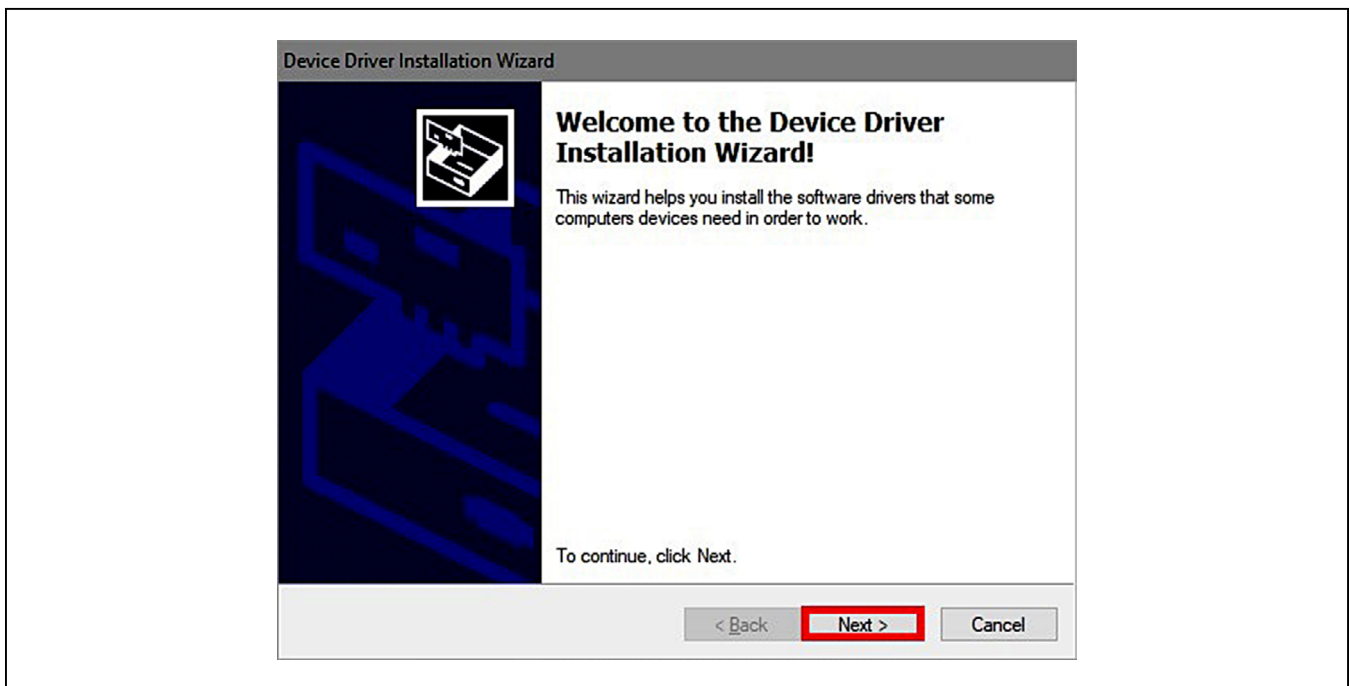 Device Driver Installation Wizard
Welcome to the Device Driver
Installation Wizard!
This wizard helps you install the software drivers that some
computers devices need in order to work.
To continue, click Next.
< Back
Next >
Cancel